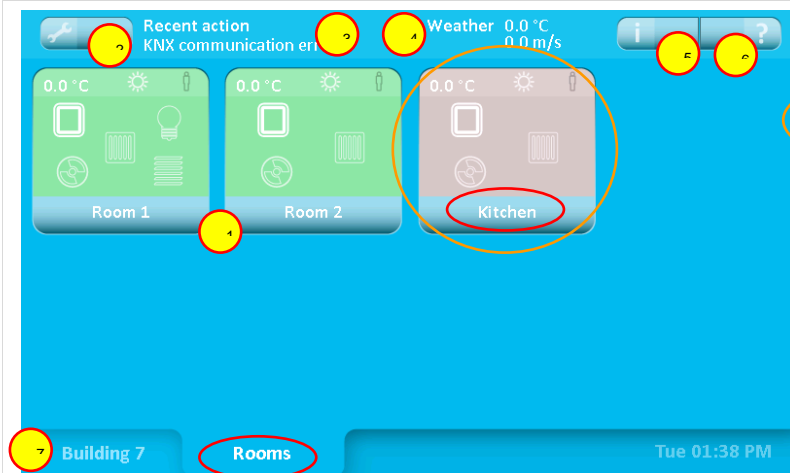 Recent action
KNX communication err
Weather 0.0 °C
0.0 m/s
i
?
0.0 °C
0.0 °C
0.0 °C
Room 1
Room 2
Kitchen
Building 7
Rooms
Tue 01:38 PM